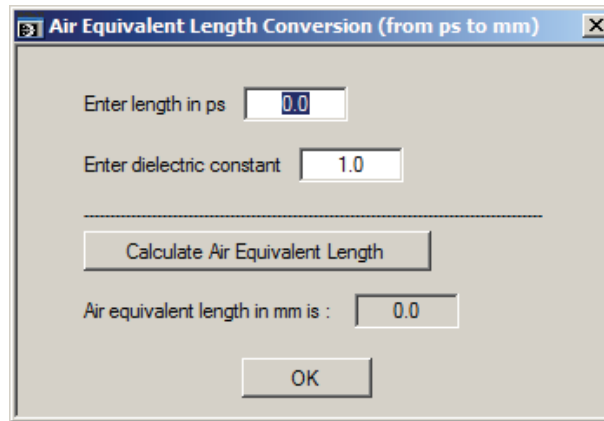 Air Equivalent Length Conversion (from ps to mm)
Enter length in ps 0.0
Enter dielectric constant 1.0
Calculate Air Equivalent Length
Air equivalent length in mm is : 0.0
OK